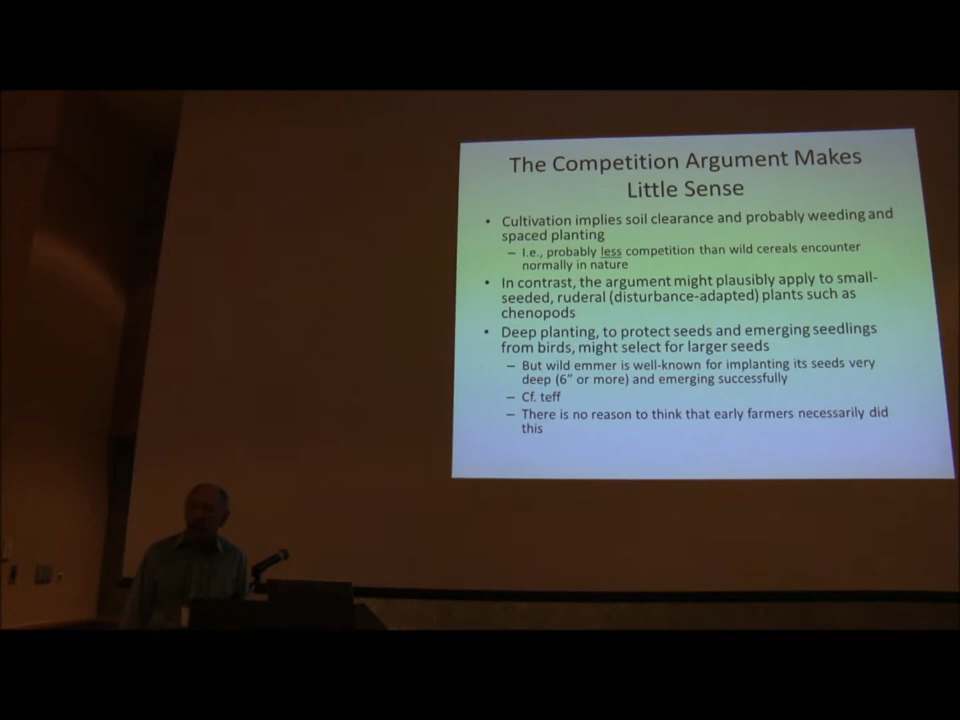 The Competition Argument Makes
Little Sense
• Cultivation implies soil clearance and probably weeding and
spaced planting
– I.e., probably less competition than wild cereals encounter
normally in nature
• In contrast, the argument might plausibly apply to small-
seeded, ruderal (disturbance-adapted) plants such as
chenopods
• Deep planting, to protect seeds and emerging seedlings
from birds, might select for larger seeds
– But wild emmer is well-known for implanting its seeds very
deep (6” or more) and emerging successfully
– Cf. teff
– There is no reason to think that early farmers necessarily did
this